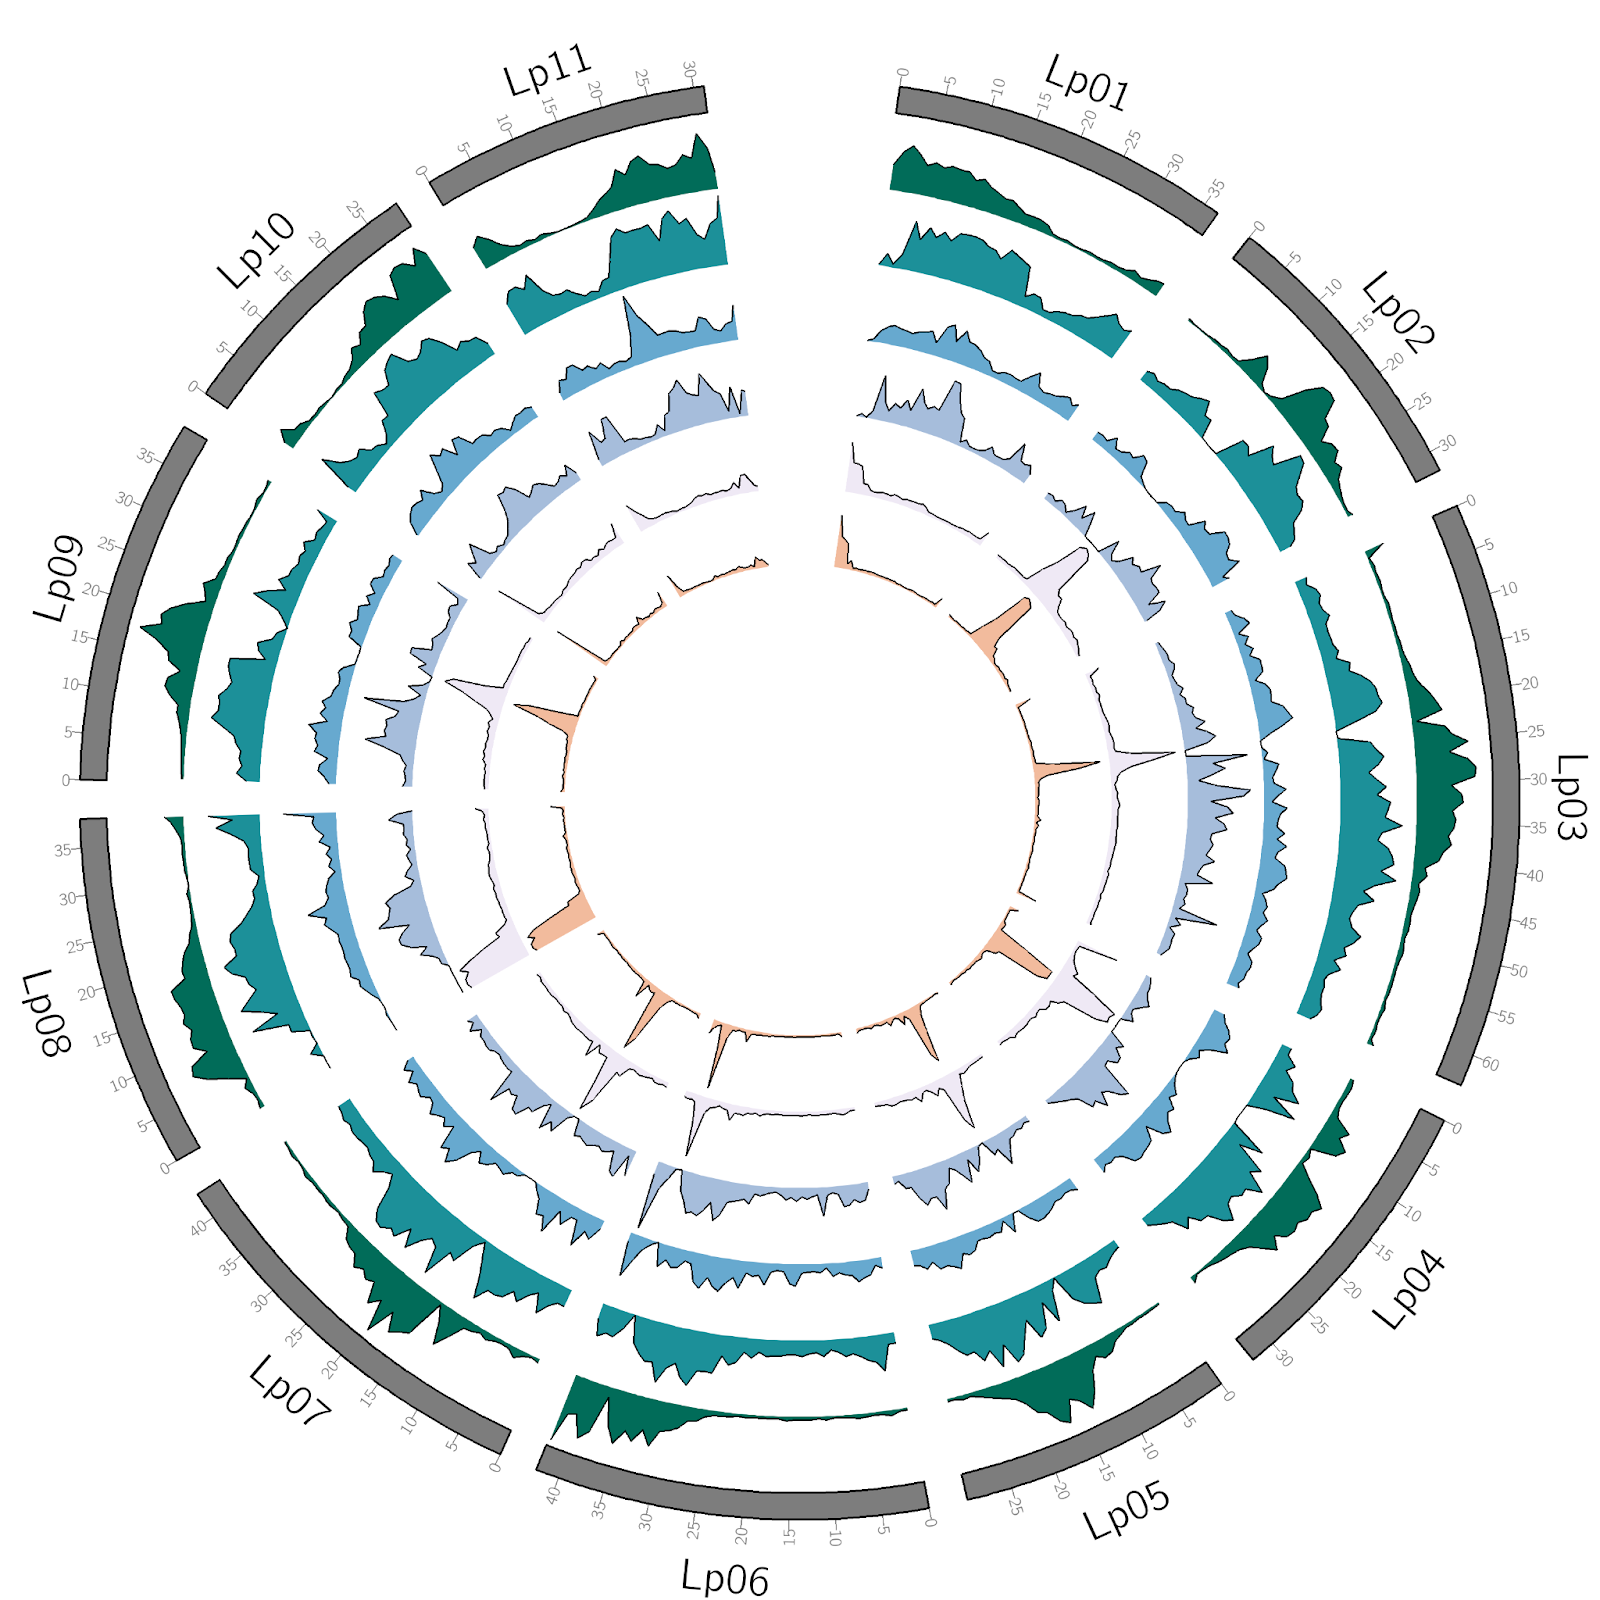 Lp01
0 5 10 15 20 25 30 35
Lp02
0 5 10 15 20 25 30
Lp03
0 5 10 15 20 25 30 35 40 45 50 55 60
Lp04
0 5 10 15 20 25 30
Lp05
0 5 10 15 20 25
Lp06
0 5 10 15 20 25 30 35 40
Lp07
0 5 10 15 20 25 30 35 40
Lp08
0 5 10 15 20 25 30 35
Lp09
0 5 10 15 20 25 30 35
Lp10
0 5 10 15 20 25
Lp11
0 5 10 15 20 25 30